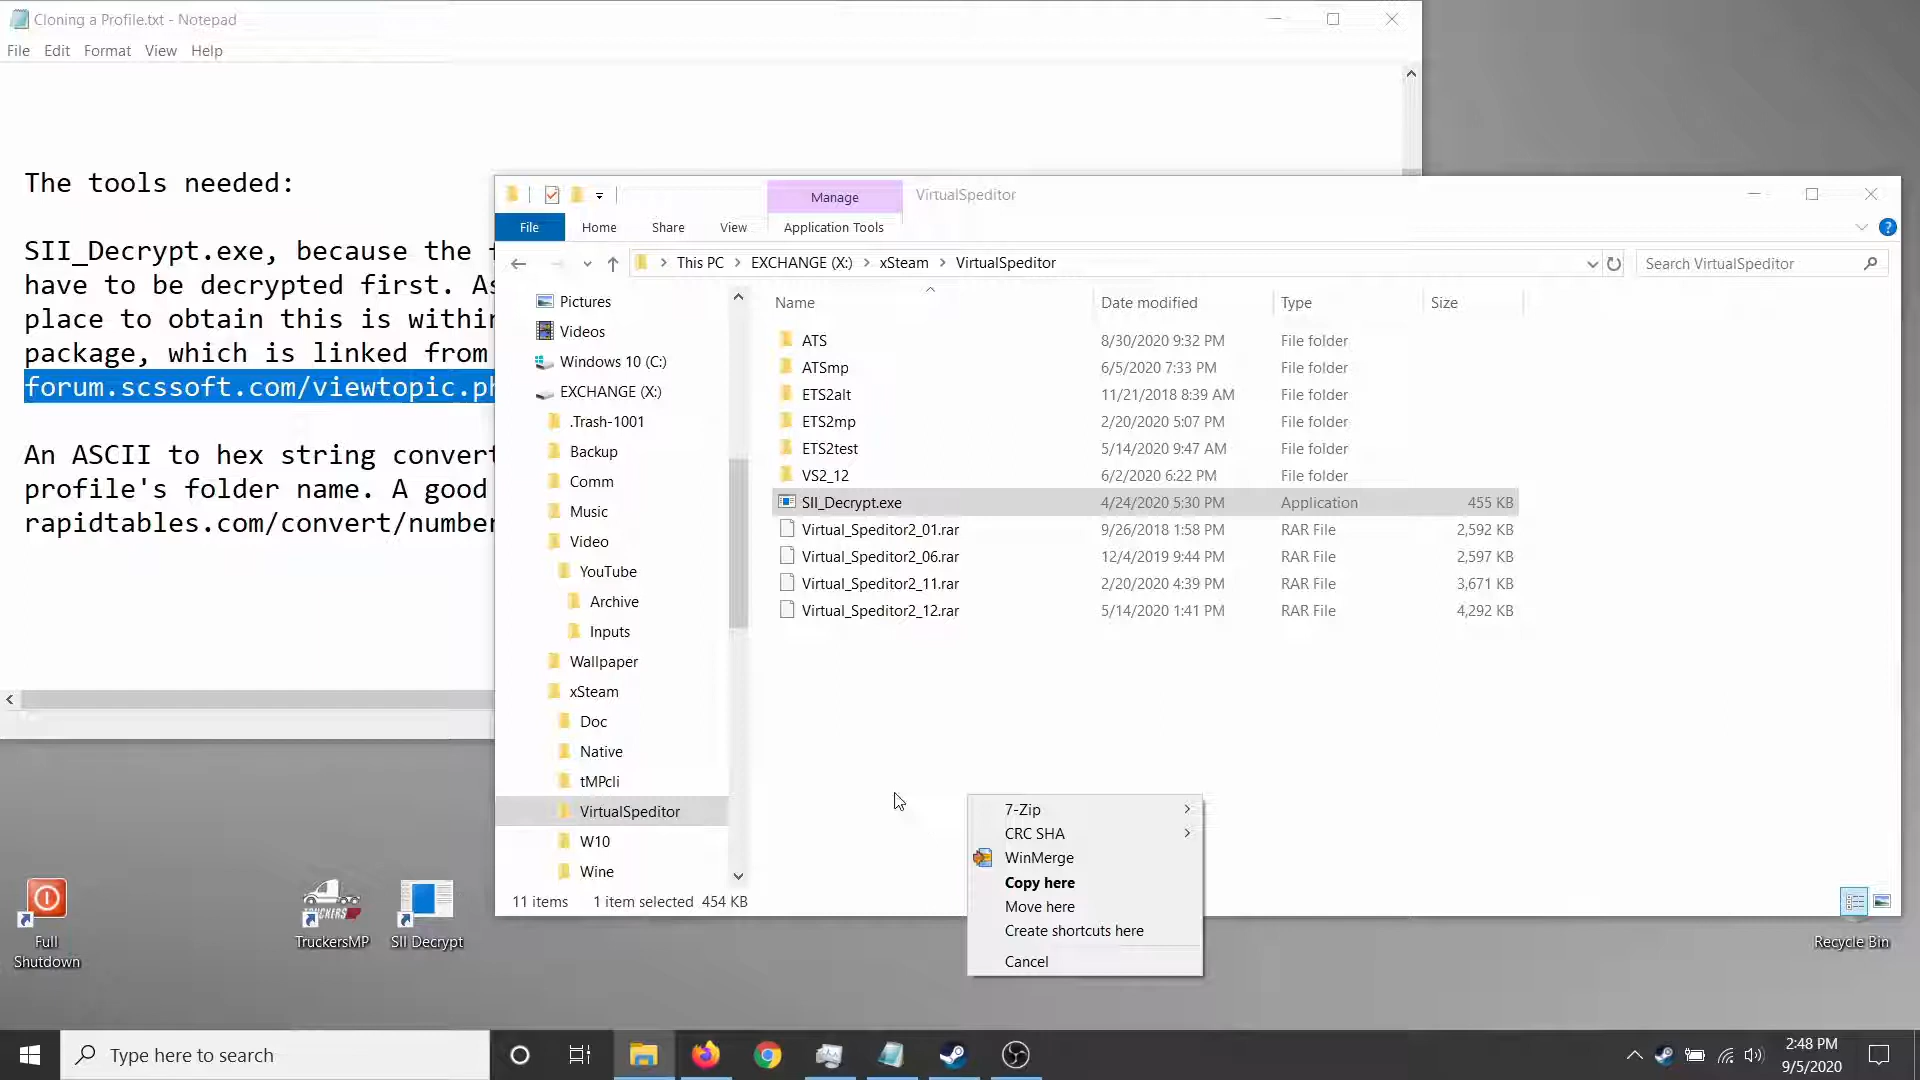 Cloning a Profile.txt - Notepad
File Edit Format View Help
The tools needed:
SII_Decrypt.exe, because the
have to be decrypted first. As
place to obtain this is within
package, which is linked from
forum.scssoft.com/viewtopic.ph
An ASCII to hex string convert
profile's folder name. A good
rapidtables.com/convert/number
Manage VirtualSpeditor
File Home Share View Application Tools
This PC EXCHANGE (X:) xSteam VirtualSpeditor
Search VirtualSpeditor
Pictures
Videos
Windows 10 (C:)
EXCHANGE (X:)
.Trash-1001
Backup
Comm
Music
Video
YouTube
Archive
Inputs
Wallpaper
xSteam
Doc
Native
tMPcli
VirtualSpeditor
W10
Wine
Name Date modified Type Size
ATS 8/30/2020 9:32 PM File folder
ATSmp 6/5/2020 7:33 PM File folder
ETS2alt 11/21/2018 8:39 AM File folder
ETS2mp 2/20/2020 5:07 PM File folder
ETS2test 5/14/2020 9:47 AM File folder
VS2_12 6/2/2020 6:22 PM File folder
SII_Decrypt.exe 4/24/2020 5:30 PM Application 455 KB
Virtual_Speditor2_01.rar 9/26/2018 1:58 PM RAR File 2,592 KB
Virtual_Speditor2_06.rar 12/4/2019 9:44 PM RAR File 2,597 KB
Virtual_Speditor2_11.rar 2/20/2020 4:39 PM RAR File 3,671 KB
Virtual_Speditor2_12.rar 5/14/2020 1:41 PM RAR File 4,292 KB
7-Zip
CRC SHA
WinMerge
Copy here
Move here
Create shortcuts here
Cancel
11 items 1 item selected 454 KB
Full
Shutdown
TruckersMP
SII Decrypt
Recycle Bin
Type here to search
2:48 PM
9/5/2020